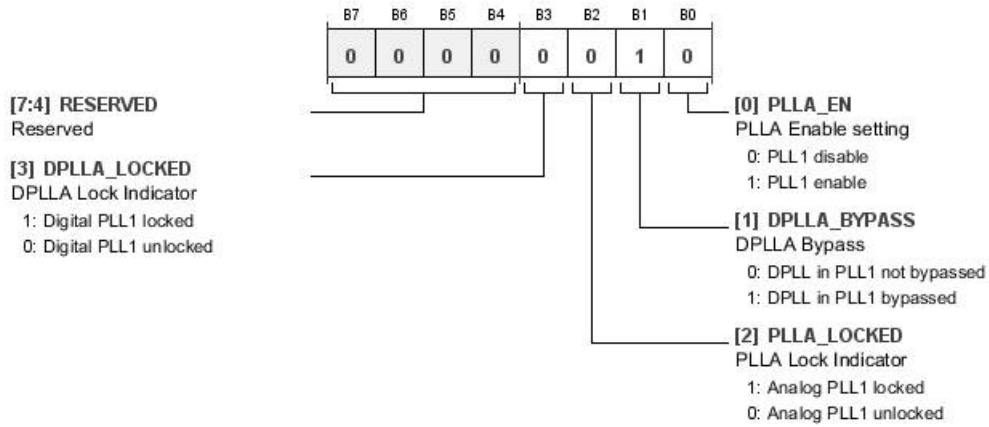 B7 B6 B5 B4 B3 B2 B1 B0
0 0 0 0 0 0 1 0
[7:4] RESERVED
Reserved
[3] DPLLA_LOCKED
DPLLA Lock Indicator
1: Digital PLL1 locked
0: Digital PLL1 unlocked
[0] PLLA_EN
PLLA Enable setting
0: PLL1 disable
1: PLL1 enable
[1] DPLLA_BYPASS
DPLLA Bypass
0: DPLL in PLL1 not bypassed
1: DPLL in PLL1 bypassed
[2] PLLA_LOCKED
PLLA Lock Indicator
1: Analog PLL1 locked
0: Analog PLL1 unlocked